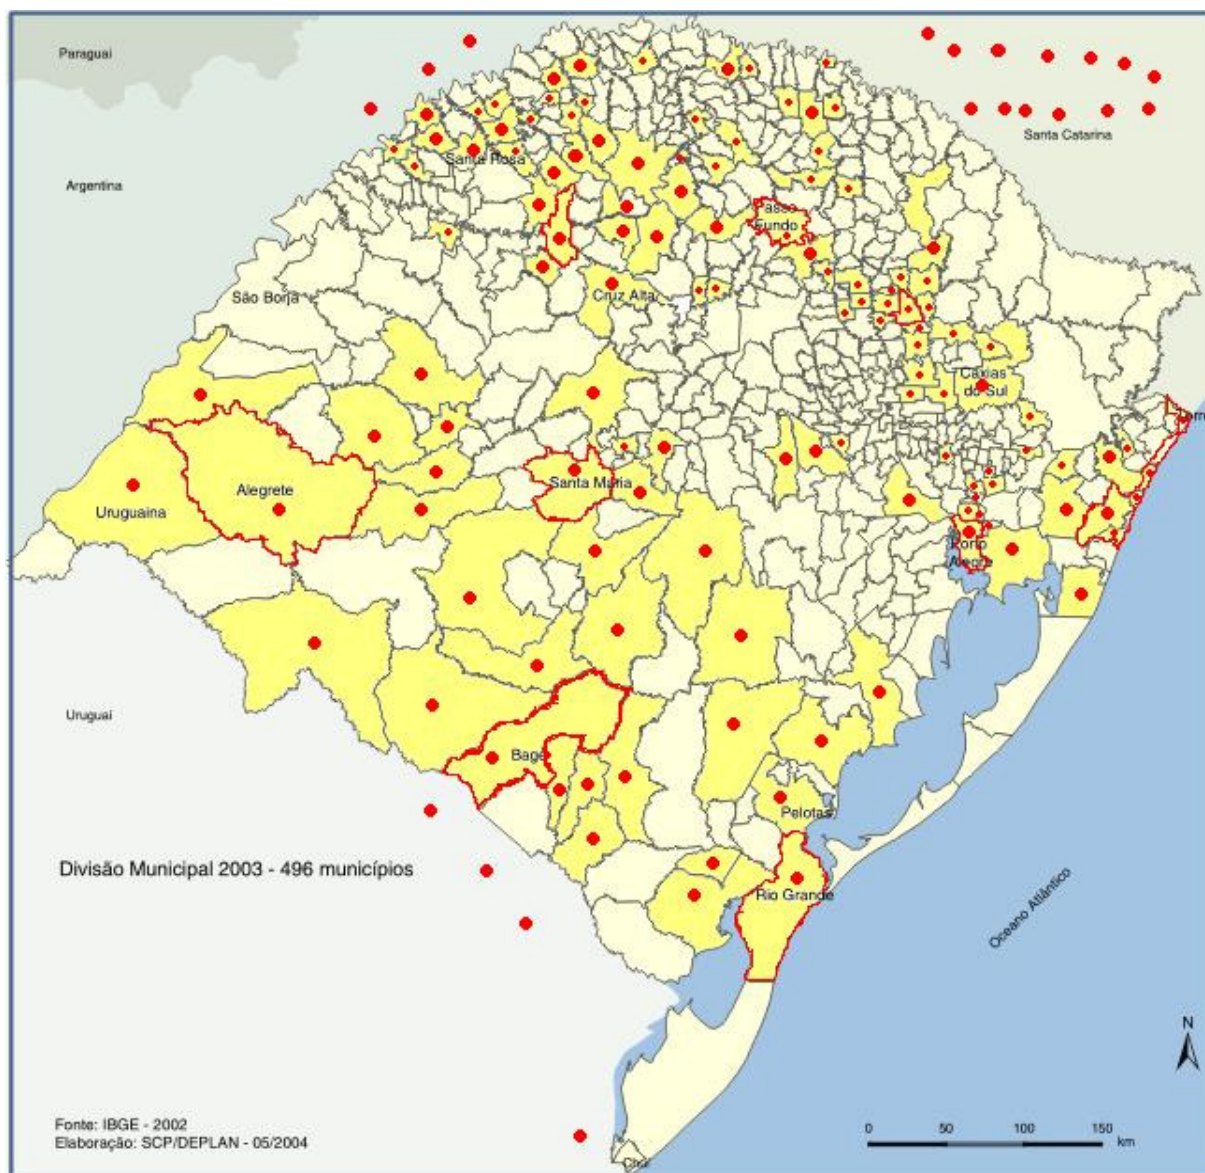 Paraguai
Santa Catarina
Santa Rosa
Argentina
Passo
Fundo
São Borja
Cruz Alta
Caxias
do Sul
Alegrete
Santa Maria
Uruguaina
Porto
Alegre
Uruguai
Bagé
Pelotas
Divisão Municipal 2003 - 496 municípios
Rio Grande
Oceano Atlântico
N
Fonte: IBGE - 2002
Elaboração: SCP/DEPLAN - 05/2004
0 50 100 150
km
Chuí